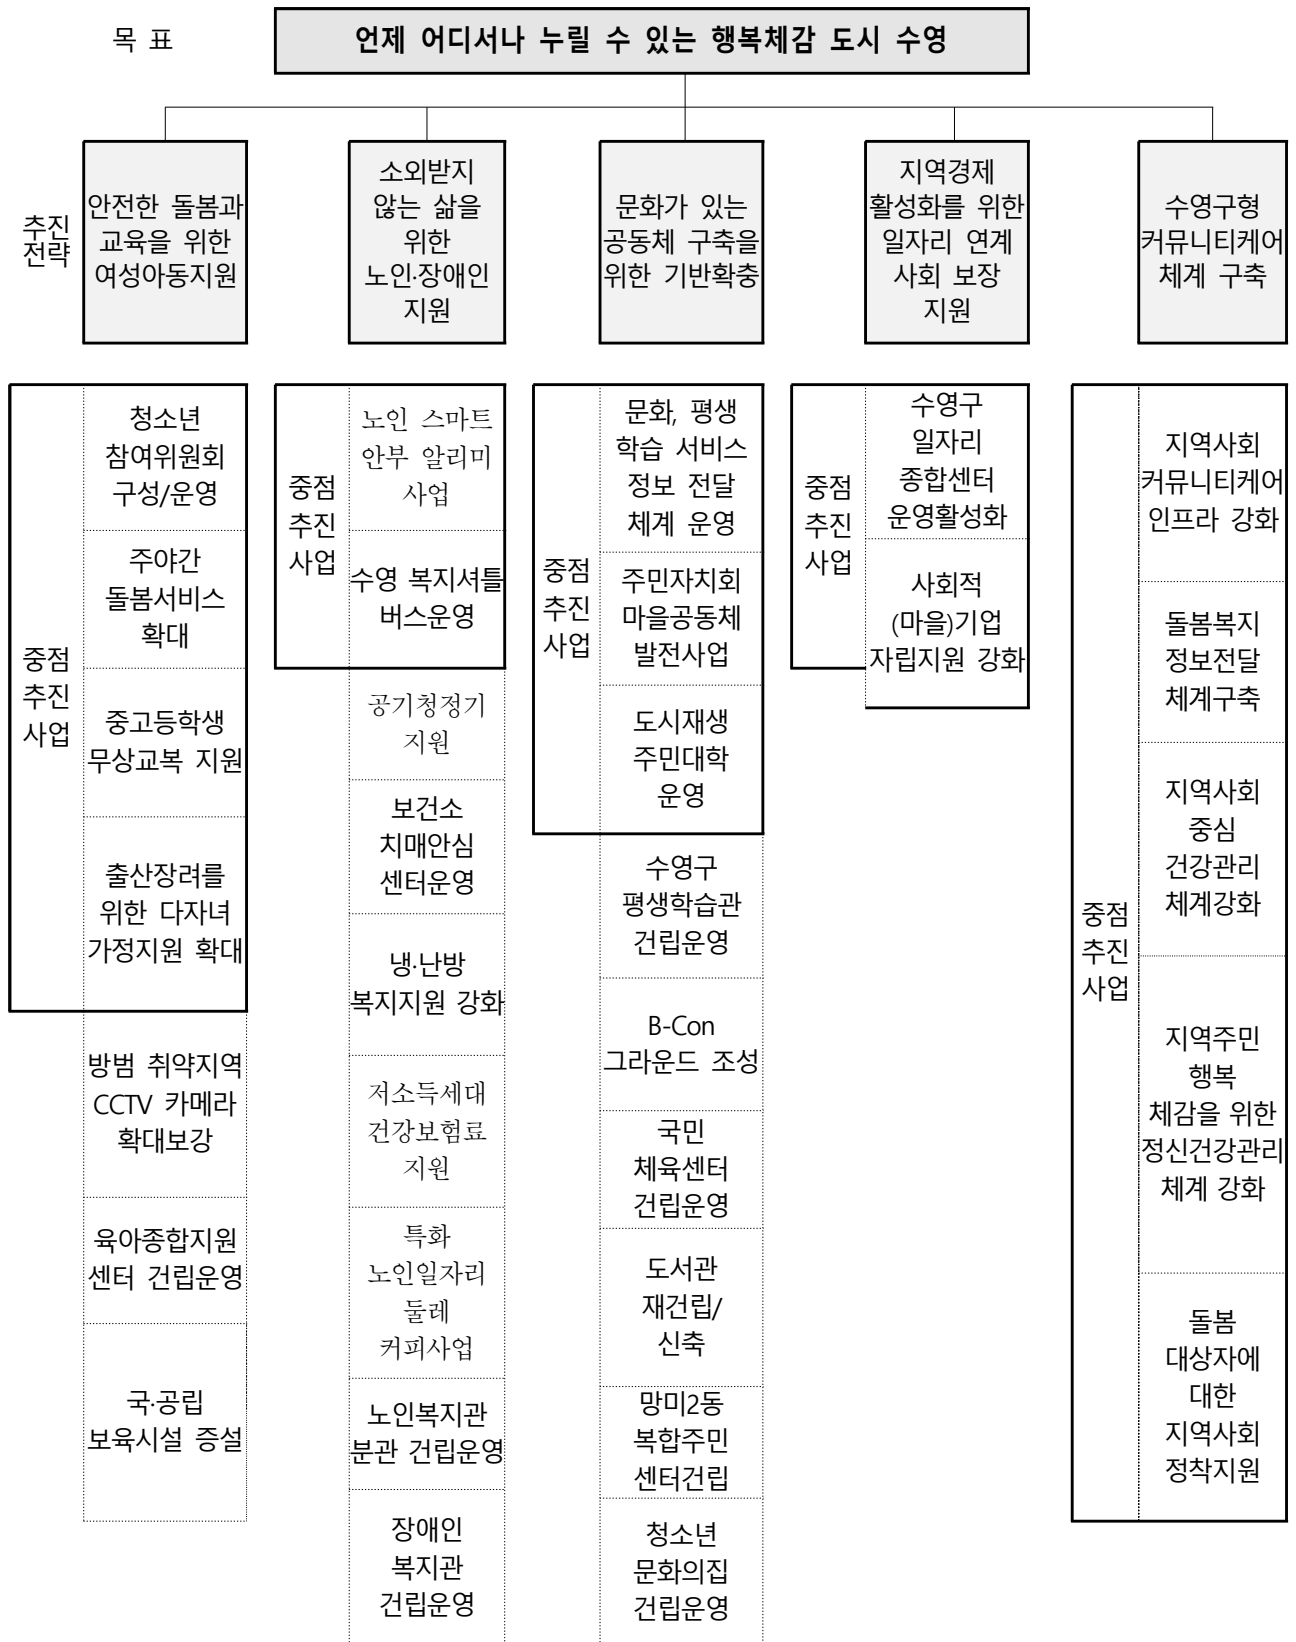 목 표
언제 어디서나 누릴 수 있는 행복체감 도시 수영
추진
전략
안전한 돌봄과
교육을 위한
여성아동지원
소외받지
않는 삶을
위한
노인·장애인
지원
문화가 있는
공동체 구축을
위한 기반확충
지역경제
활성화를 위한
일자리 연계
사회 보장
지원
수영구형
커뮤니티케어
체계 구축
중점
추진
사업
청소년
참여위원회
구성/운영
주야간
돌봄서비스
확대
중고등학생
무상교복 지원
출산장려를
위한 다자녀
가정지원 확대
방범 취약지역
CCTV 카메라
확대보강
육아종합지원
센터 건립운영
국·공립
보육시설 증설
중점
추진
사업
노인 스마트
안부 알리미
사업
수영 복지셔틀
버스운영
공기청정기
지원
보건소
치매안심
센터운영
냉·난방
복지지원 강화
저소득세대
건강보험료
지원
특화
노인일자리
둘레
커피사업
노인복지관
분관 건립운영
장애인
복지관
건립운영
중점
추진
사업
문화, 평생
학습 서비스
정보 전달
체계 운영
주민자치회
마을공동체
발전사업
도시재생
주민대학
운영
수영구
평생학습관
건립운영
B-Con
그라운드 조성
국민
체육센터
건립운영
도서관
재건립/
신축
망미2동
복합주민
센터건립
청소년
문화의집
건립운영
중점
추진
사업
수영구
일자리
종합센터
운영활성화
사회적
(마을)기업
자립지원 강화
중점
추진
사업
지역사회
커뮤니티케어
인프라 강화
돌봄복지
정보전달
체계구축
지역사회
중심
건강관리
체계강화
지역주민
행복
체감을 위한
정신건강관리
체계 강화
돌봄
대상자에
대한
지역사회
정착지원